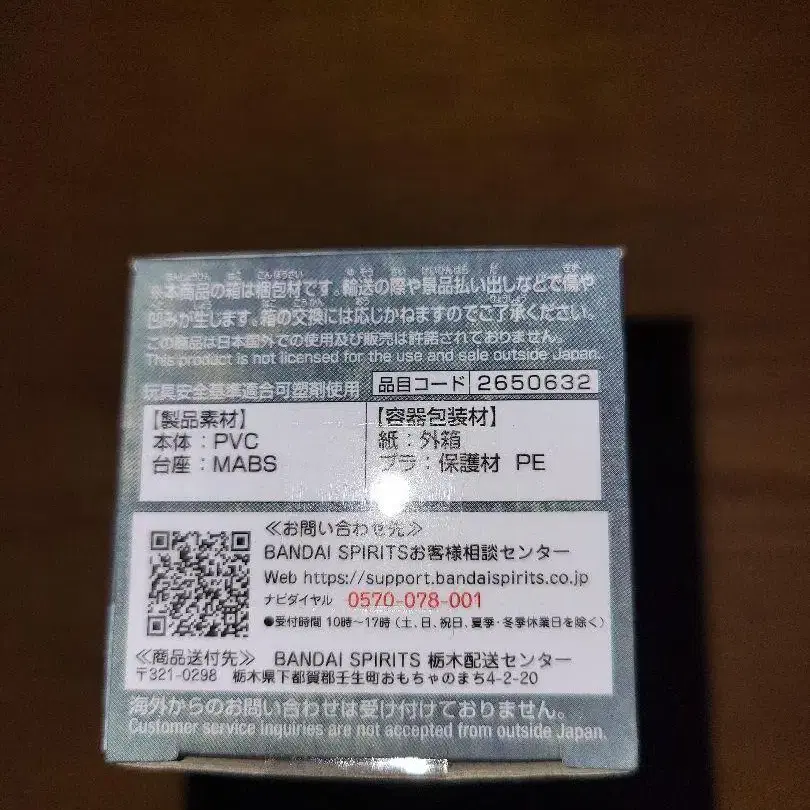 ※本商品の箱は梱包材です。輸送の際や景品払い出しなどで傷や
凹みが生じます。箱の交換には応じかねますのでご了承ください。
この商品は日本国外での使用及び販売は許諾されておりません。
This product is not licensed for the use and sale outside Japan.
玩具安全基準適合可塑剤使用 品目コード 2650632
【製品素材】
本体：PVC
台座：MABS
【容器包装材】
紙：外箱
プラ：保護材 PE
≪お問い合わせ先≫
BANDAI SPIRITSお客様相談センター
Web https://support.bandaispirits.co.jp
ナビダイヤル 0570-078-001
●受付時間 10時～17時（土、日、祝日、夏季・冬季休業日を除く）
≪商品送付先≫ BANDAI SPIRITS 栃木配送センター
〒321-0298 栃木県下都賀郡壬生町おもちゃのまち4-2-20
海外からのお問い合わせは受け付けておりません。
Customer service inquiries are not accepted from outside Japan.